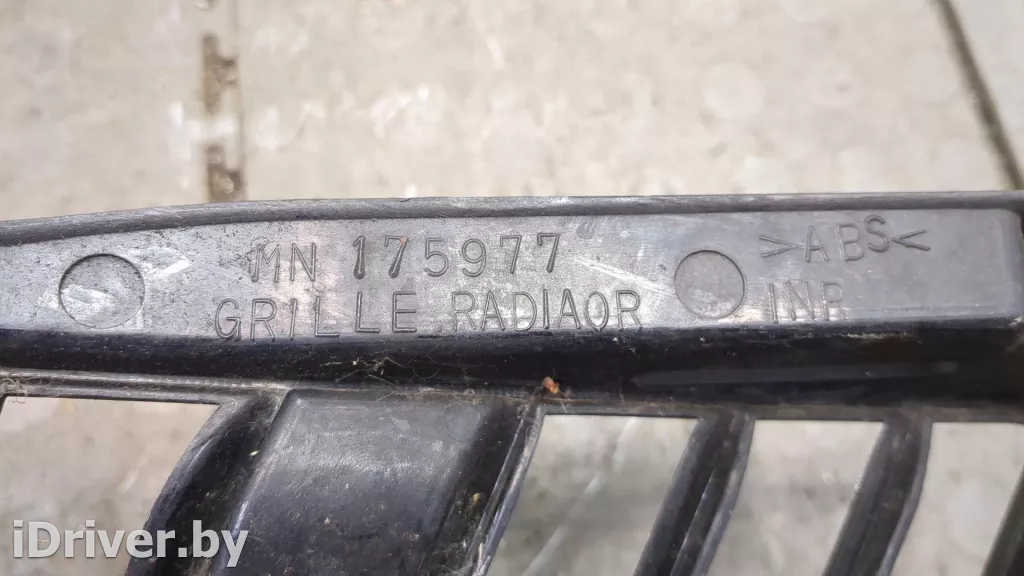 MN 175977
GRILLE RADIAOR
>ABS<
INR
iDriver.by